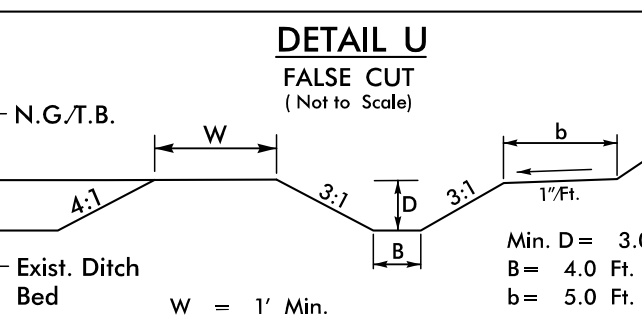 DETAIL U
FALSE CUT
( Not to Scale)
N.G./T.B.
W
b
4:1
3:1
D
3:1
1"/Ft.
B
Min. D =
Exist. Ditch
Bed
B= 4.0 Ft.
W = 1' Min.
b= 5.0 Ft.